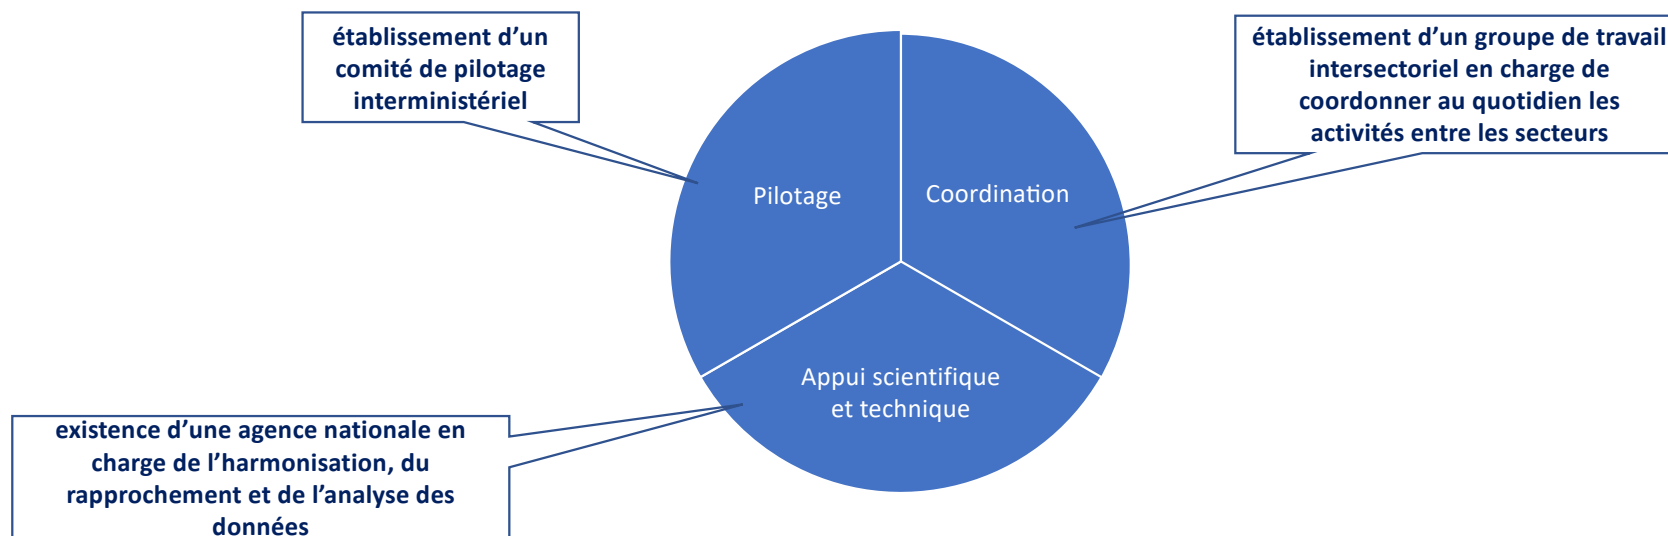 établissement d’un
comité de pilotage
interministériel
établissement d’un groupe de travail
intersectoriel en charge de
coordonner au quotidien les
activités entre les secteurs
Pilotage
Coordination
Appui scientifique
et technique
existence d’une agence nationale en
charge de l’harmonisation, du
rapprochement et de l’analyse des
données